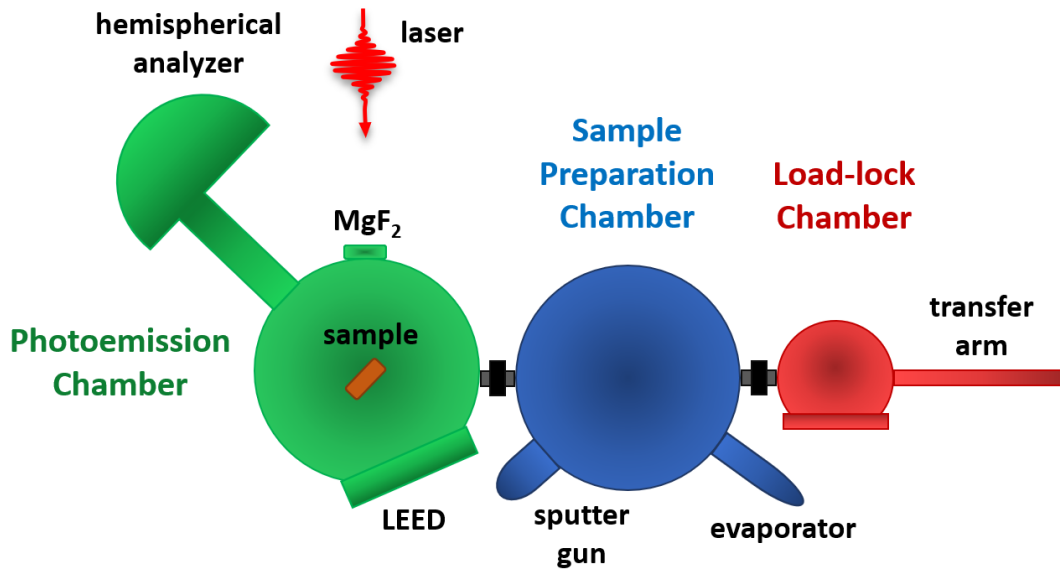 hemispherical
analyzer
laser
Sample
Preparation
Chamber
Load-lock
Chamber
MgF₂
transfer
arm
sample
Photoemission
Chamber
LEED
sputter
gun
evaporator